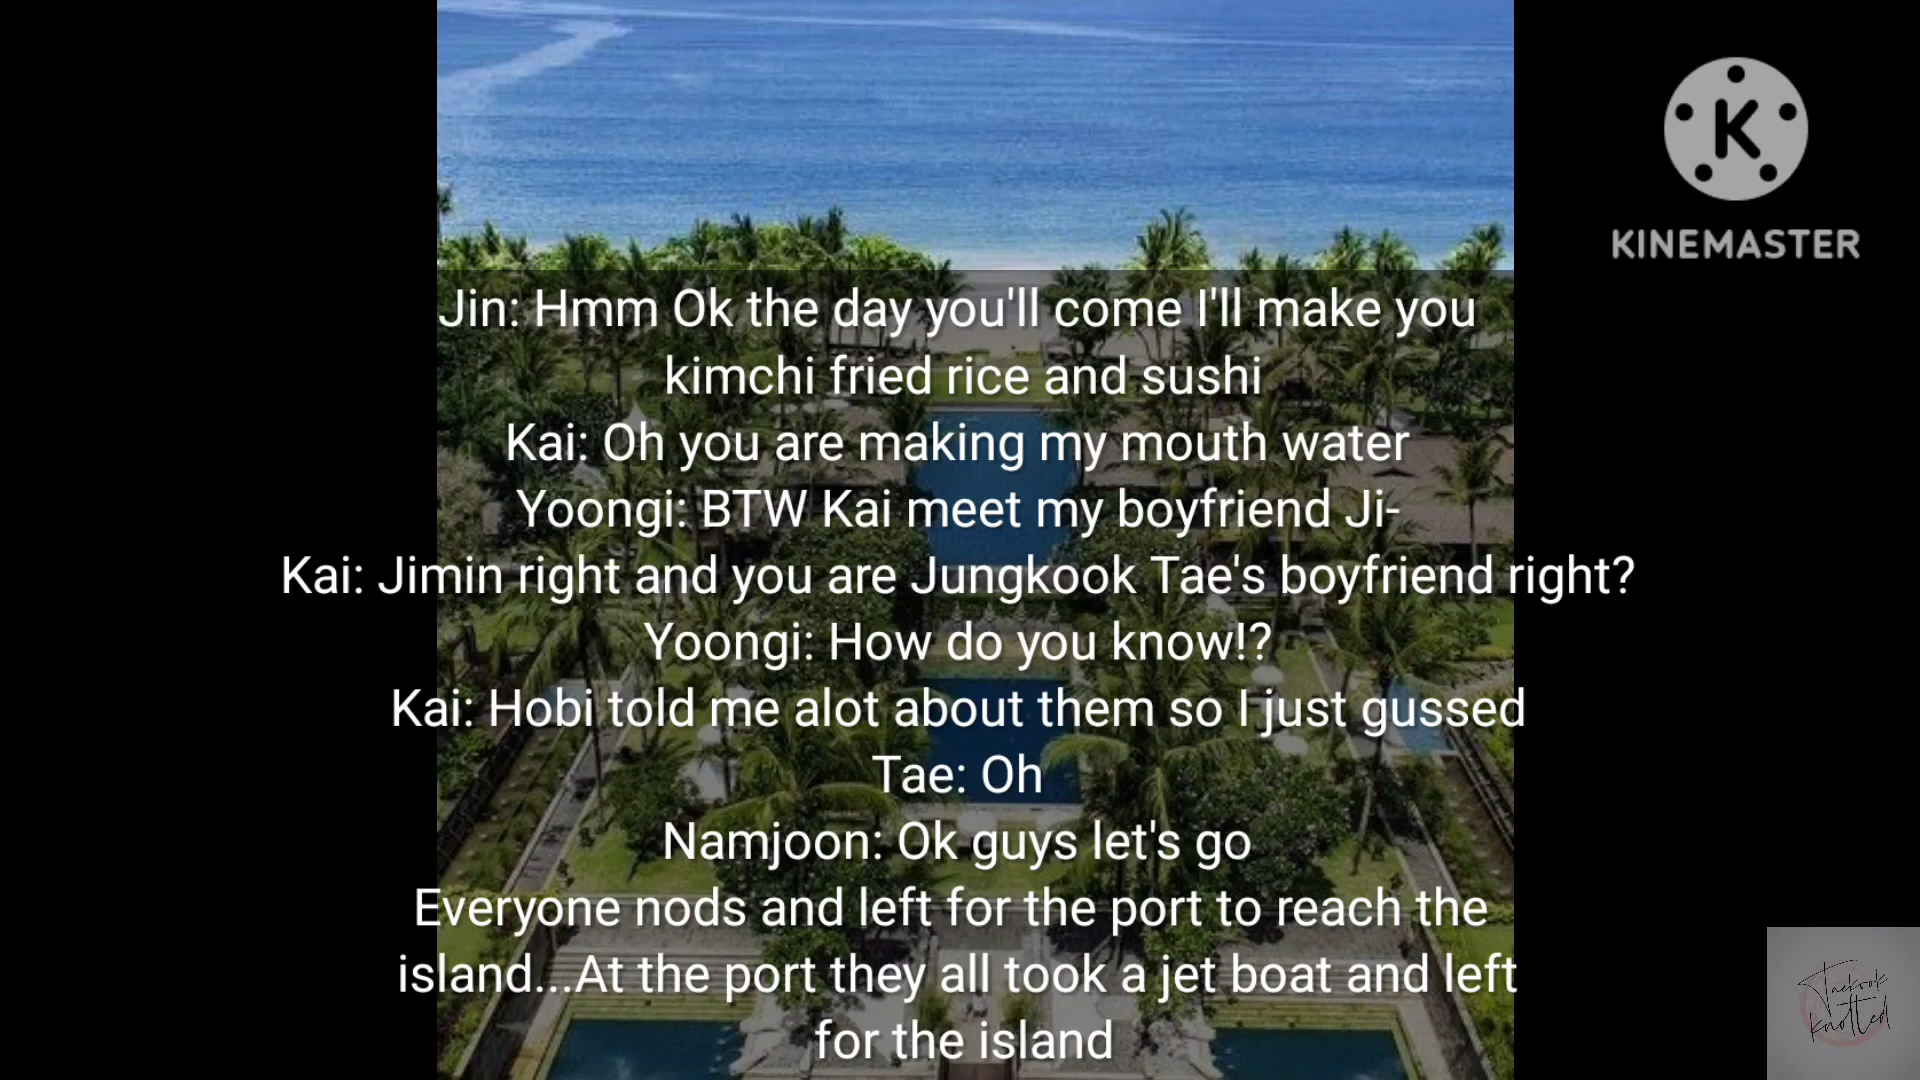 K
KINEMASTER
Jin: Hmm Ok the day you'll come I'll make you
kimchi fried rice and sushi
Kai: Oh you are making my mouth water
Yoongi: BTW Kai meet my boyfriend Ji-
Kai: Jimin right and you are Jungkook Tae's boyfriend right?
Yoongi: How do you know!?
Kai: Hobi told me alot about them so I just gussed
Tae: Oh
Namjoon: Ok guys let's go
Everyone nods and left for the port to reach the
island...At the port they all took a jet boat and left
for the island
Taekook
knotted